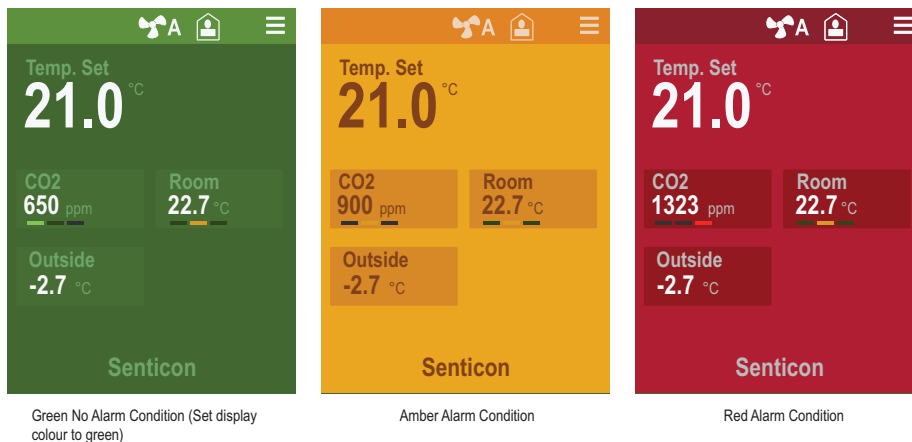 A
Temp. Set
21.0 °C
CO2
650 ppm
Room
22.7 °C
Outside
-2.7 °C
Senticon
Green No Alarm Condition (Set display
colour to green)
A
Temp. Set
21.0 °C
CO2
900 ppm
Room
22.7 °C
Outside
-2.7 °C
Senticon
Amber Alarm Condition
A
Temp. Set
21.0 °C
CO2
1323 ppm
Room
22.7 °C
Outside
-2.7 °C
Senticon
Red Alarm Condition